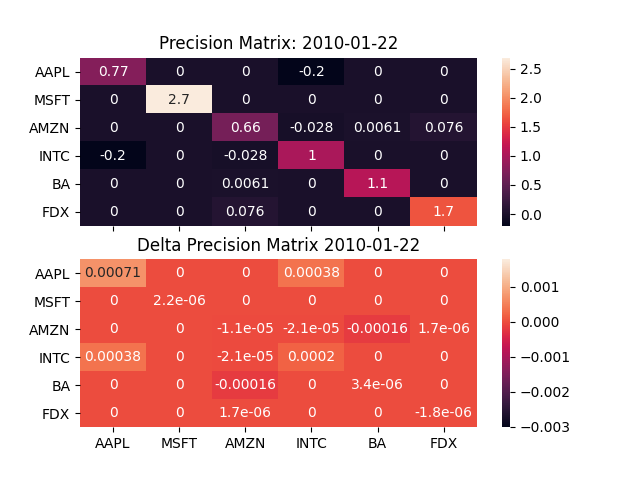 Precision Matrix: 2010-01-22
AAPL 0.77 0 0 -0.2 0 0
MSFT 0 2.7 0 0 0 0
AMZN 0 0 0.66 -0.028 0.0061 0.076
INTC -0.2 0 -0.028 1 0 0
BA 0 0 0.0061 0 1.1 0
FDX 0 0 0.076 0 0 1.7
2.5
2.0
1.5
1.0
0.5
0.0
Delta Precision Matrix 2010-01-22
AAPL 0.00071 0 0 0.00038 0 0
MSFT 0 2.2e-06 0 0 0 0
AMZN 0 0 -1.1e-05 -2.1e-05 -0.00016 1.7e-06
INTC 0.00038 0 -2.1e-05 0.0002 0 0
BA 0 0 -0.00016 0 3.4e-06 0
FDX 0 0 1.7e-06 0 0 -1.8e-06
AAPL MSFT AMZN INTC BA FDX
0.001
0.000
−0.001
−0.002
−0.003